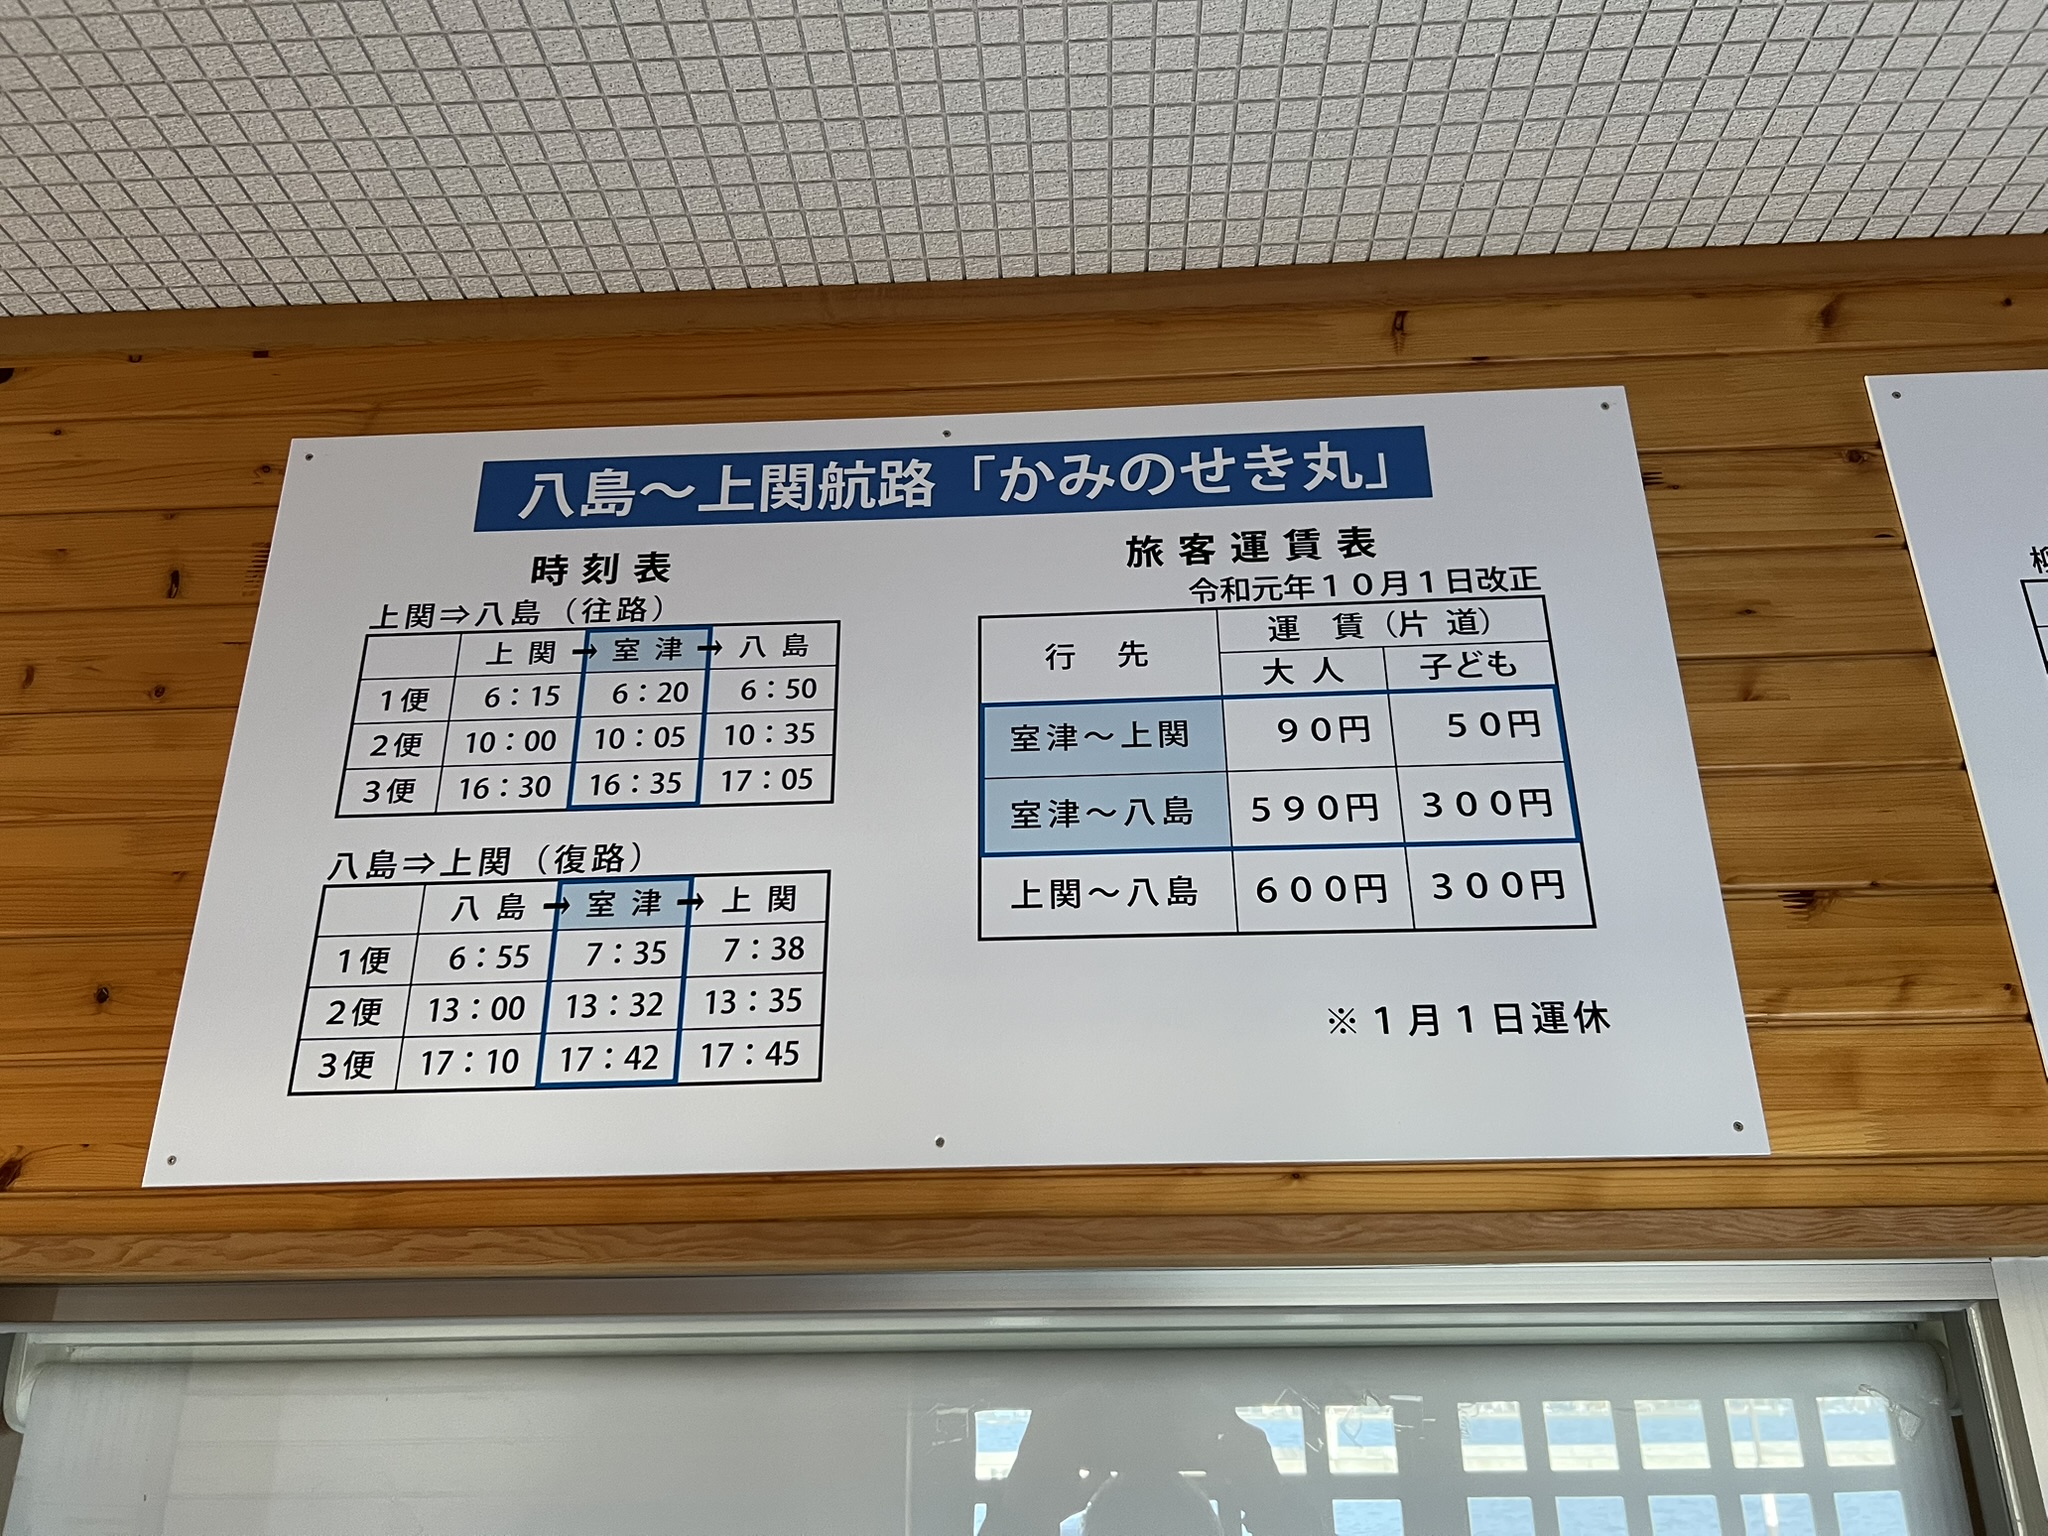 八島～上関航路「かみのせき丸」
時刻表
上関⇒八島（往路）
上関→室津→八島
1便 6：15 6：20 6：50
2便 10：00 10：05 10：35
3便 16：30 16：35 17：05
八島⇒上関（復路）
八島→室津→上関
1便 6：55 7：35 7：38
2便 13：00 13：32 13：35
3便 17：10 17：42 17：45
旅客運賃表
令和元年１０月１日改正
行先 運賃（片道）
大人 子ども
室津～上関 ９０円 ５０円
室津～八島 ５９０円 ３００円
上関～八島 ６００円 ３００円
※１月１日運休